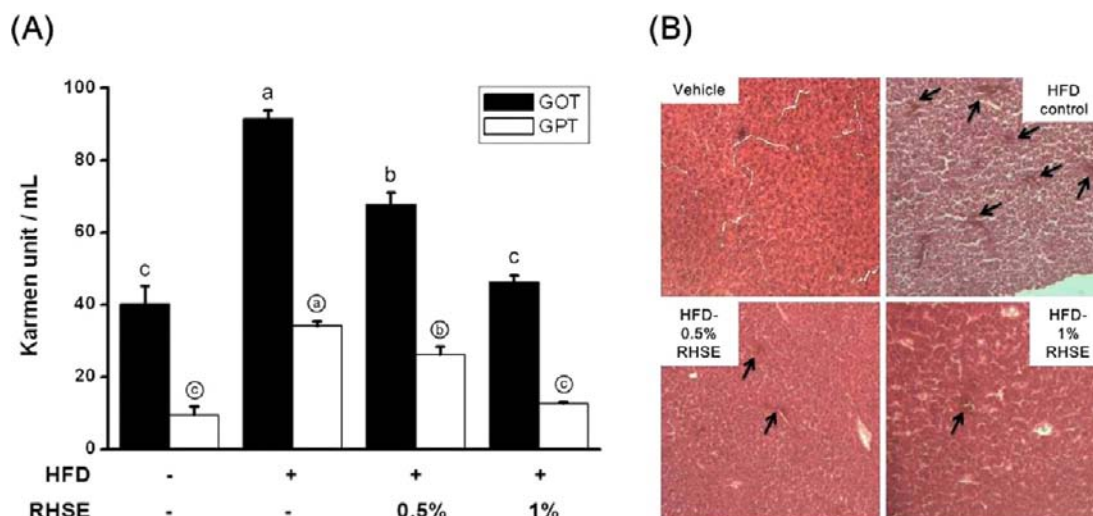 (A)
(B)
100
80
60
40
20
0
Karmen unit / mL
GOT
GPT
c
ⓒ
a
ⓐ
b
ⓑ
c
ⓒ
HFD - + + +
RHSE - - 0.5% 1%
Vehicle
HFD
control
HFD-
0.5%
RHSE
HFD-
1%
RHSE